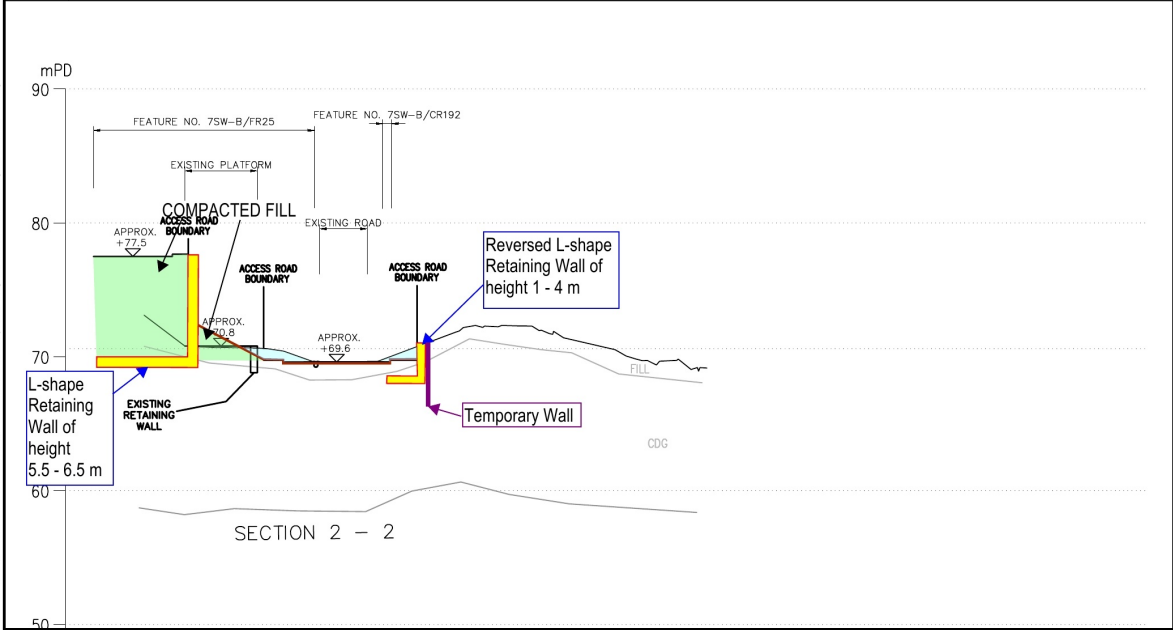 mPD
90
FEATURE NO. 7SW-B/FR25
FEATURE NO. 7SW-B/CR192
EXISTING PLATFORM
COMPACTED FILL
80
ACCESS ROAD
BOUNDARY
EXISTING ROAD
APPROX.
+77.5
Reversed L-shape
Retaining Wall of
height 1 - 4 m
ACCESS ROAD
BOUNDARY
ACCESS ROAD
BOUNDARY
APPROX.
+70.8
APPROX.
+69.6
70
FILL
L-shape
Retaining
Wall of
height
5.5 - 6.5 m
EXISTING
RETAINING
WALL
Temporary Wall
CDG
60
SECTION 2 - 2
50